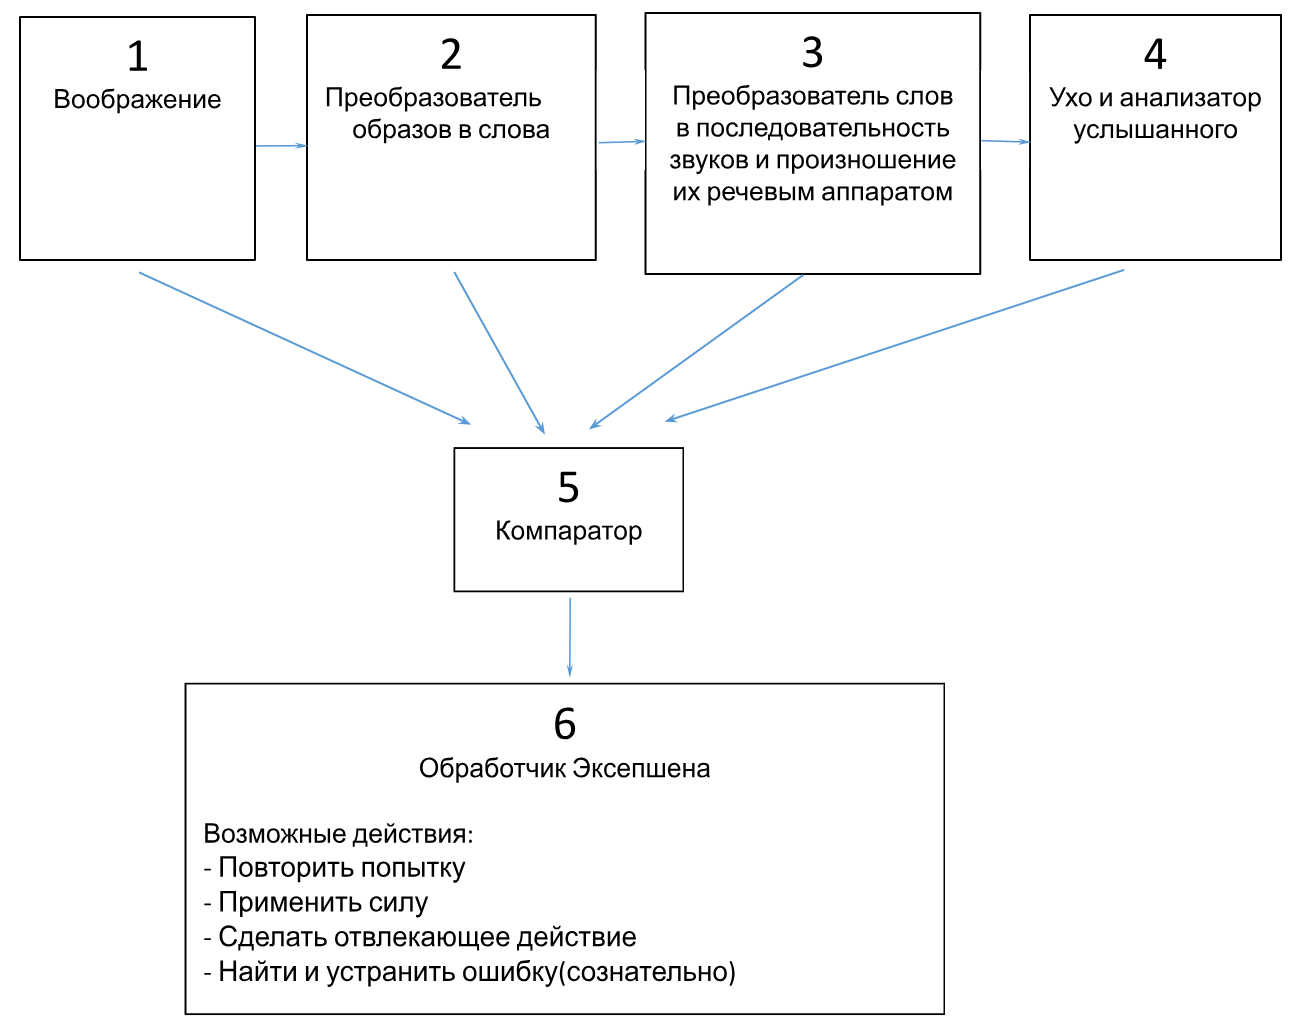 1
Воображение
2
Преобразователь
образов в слова
3
Преобразователь слов
в последовательность
звуков и произношение
их речевым аппаратом
4
Ухо и анализатор
услышанного
5
Компаратор
6
Обработчик Эксепшена
Возможные действия:
- Повторить попытку
- Применить силу
- Сделать отвлекающее действие
- Найти и устранить ошибку(сознательно)